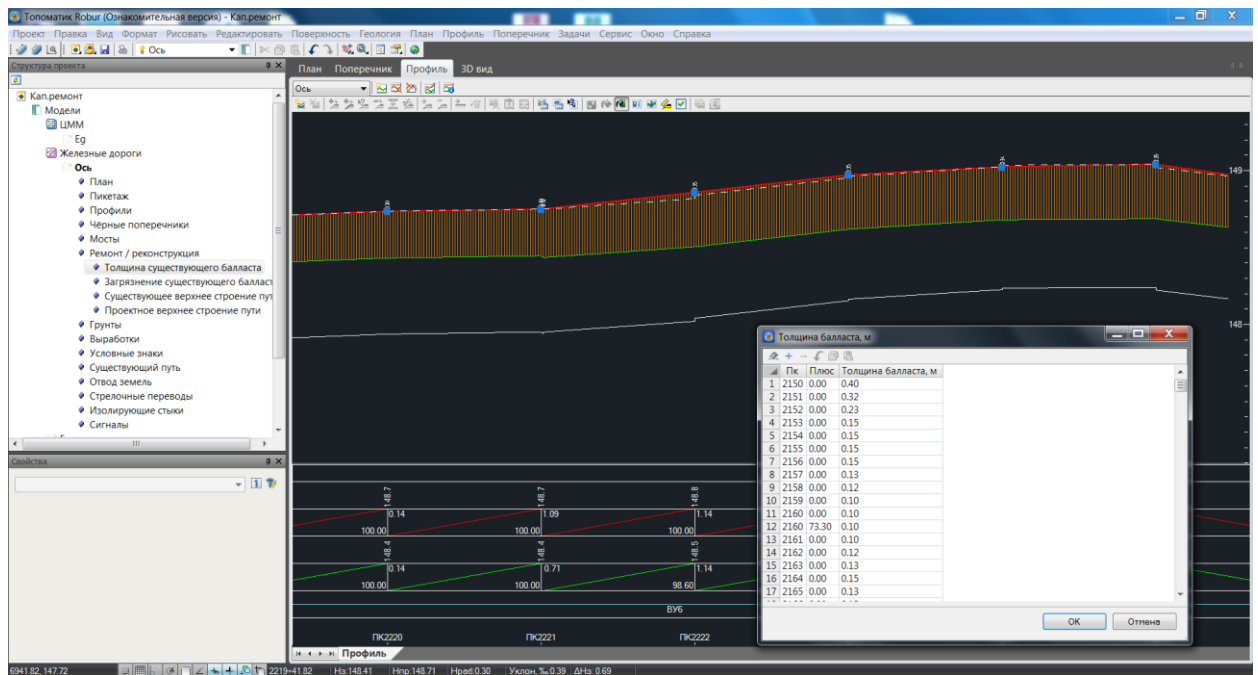 Топоматик Robur (Ознакомительная версия) - Кап.ремонт
Проект Правка Вид Формат Рисовать Редактировать Поверхность Геология План Профиль Поперечник Задачи Сервис Окно Справка
Ось
Структура проекта
План Поперечник Профиль 3D вид
Ось
Кап.ремонт
Модели
ЦММ
Eg
Железные дороги
Ось
План
Пикетаж
Профили
Чёрные поперечники
Мосты
Ремонт / реконструкция
Толщина существующего балласта
Загрязнение существующего балласт
Существующее верхнее строение пут
Проектное верхнее строение пути
Грунты
Выработки
Условные знаки
Существующий путь
Отвод земель
Стрелочные переводы
Изолирующие стыки
Сигналы
Свойства
149
148
Толщина балласта, м
Пк Плюс Толщина балласта, м
1 2150 0.00 0.40
2 2151 0.00 0.32
3 2152 0.00 0.23
4 2153 0.00 0.15
5 2154 0.00 0.15
6 2155 0.00 0.15
7 2156 0.00 0.15
8 2157 0.00 0.13
9 2158 0.00 0.12
10 2159 0.00 0.10
11 2160 0.00 0.10
12 2160 73.30 0.10
13 2161 0.00 0.10
14 2162 0.00 0.12
15 2163 0.00 0.13
16 2164 0.00 0.15
17 2165 0.00 0.13
ОК Отмена
148.7 148.7 148.8
0.14 1.09 1.14
100.00 100.00 100.00
148.4 148.4 148.5
0.14 0.71 1.14
100.00 100.00 98.60
ВУ6
ПК2220 ПК2221 ПК2222
Профиль
6941.82, 147.72 2219+41.82 Нз:148.41 Нпр:148.71 Нраб:0.30 Уклон, ‰:0.39 ΔНз: 0.69